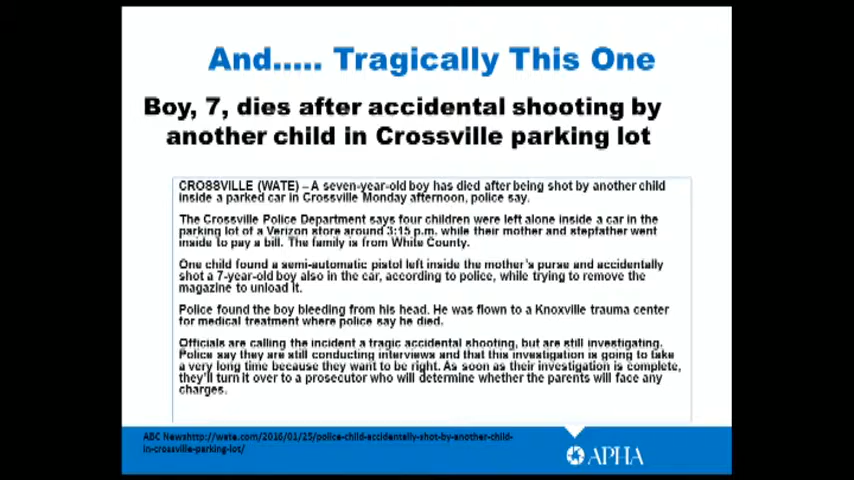 And..... Tragically This One
Boy, 7, dies after accidental shooting by
another child in Crossville parking lot
CROSSVILLE (WATE) – A seven-year-old boy has died after being shot by another child
inside a parked car in Crossville Monday afternoon, police say.
The Crossville Police Department says four children were left alone inside a car in the
parking lot of a Verizon store around 3:15 p.m. while their mother and stepfather went
inside to pay a bill. The family is from White County.
One child found a semi-automatic pistol left inside the mother's purse and accidentally
shot a 7-year-old boy also in the car, according to police, while trying to remove the
magazine to unload it.
Police found the boy bleeding from his head. He was flown to a Knoxville trauma center
for medical treatment where police say he died.
Officials are calling the incident a tragic accidental shooting, but are still investigating.
Police say they are still conducting interviews and that this investigation is going to take
a very long time because they want to be right. As soon as their investigation is complete,
they'll turn it over to a prosecutor who will determine whether the parents will face any
charges.
ABC Newshttp://wate.com/2016/01/25/police-child-accidentally-shot-by-another-child-
in-crossville-parking-lot/
APHA